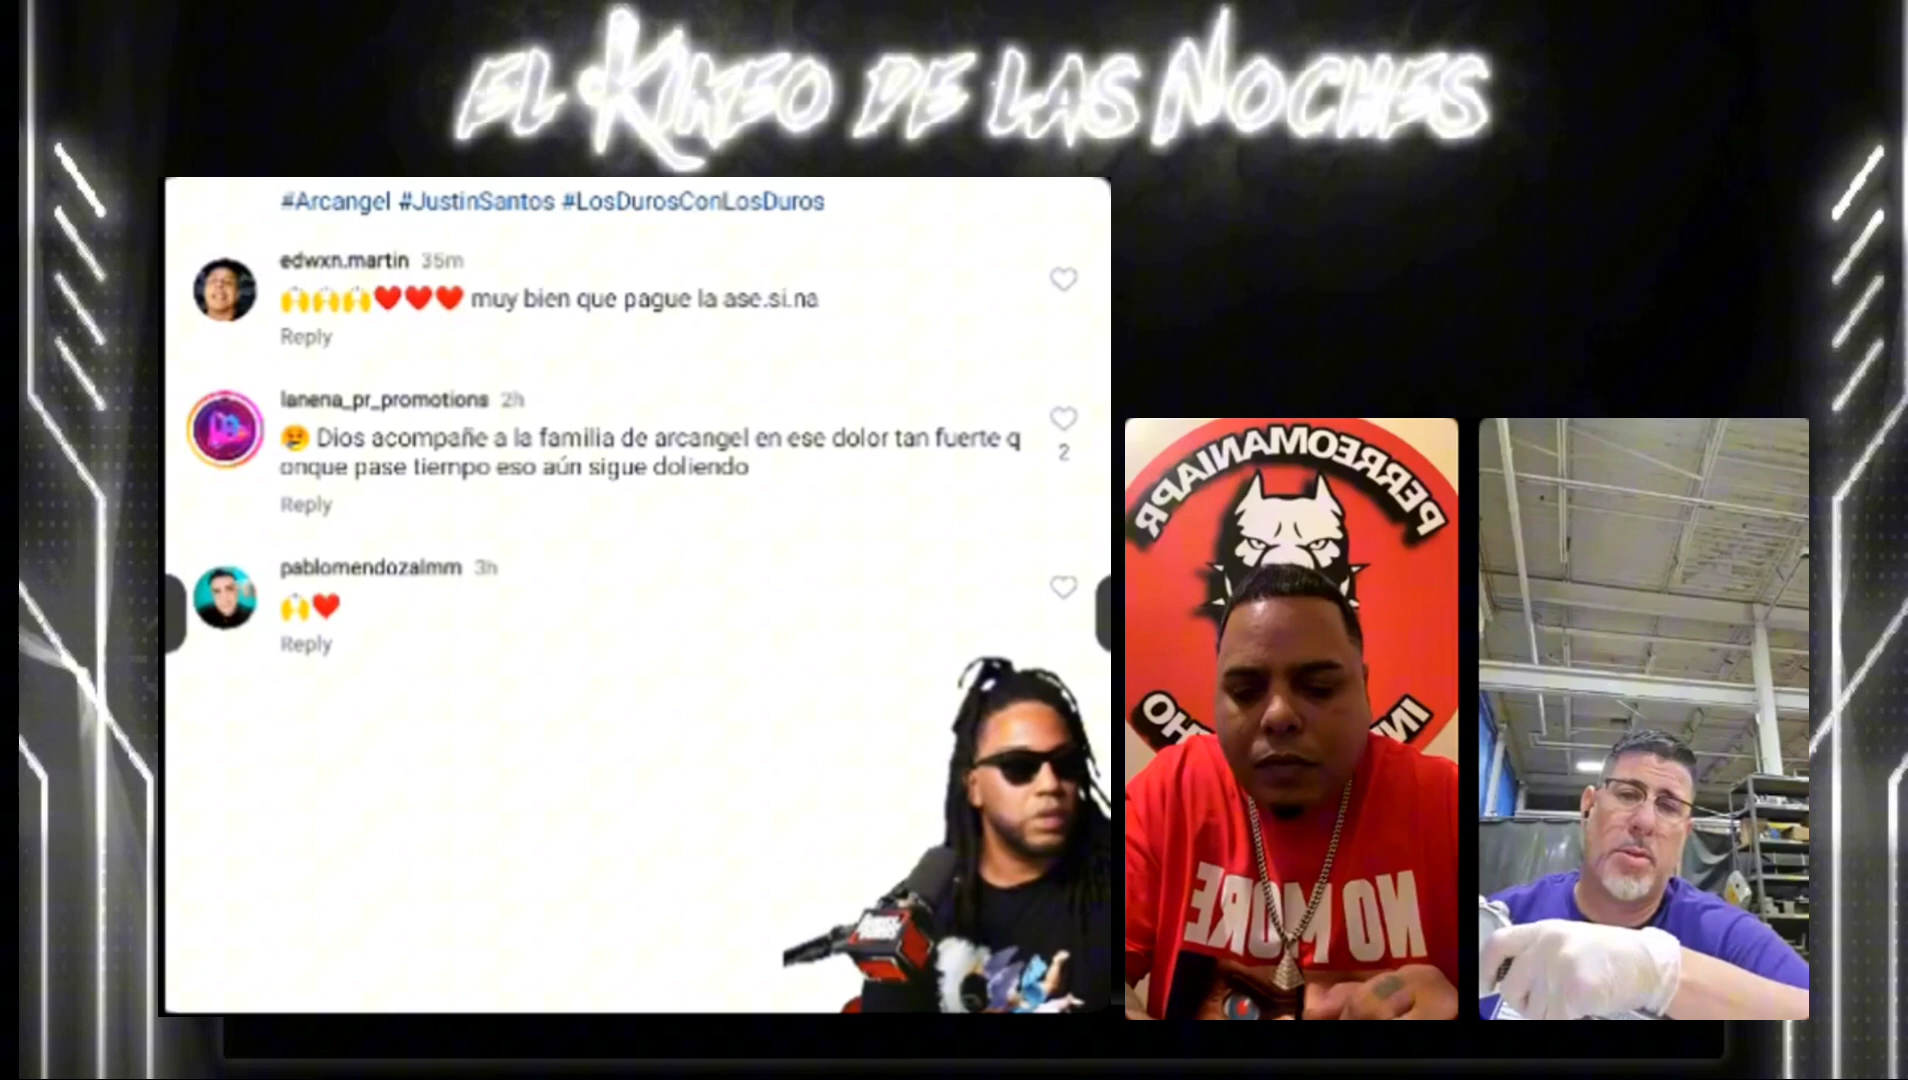 EL KIKEO DE LAS NOCHES
#Arcangel #JustinSantos #LosDurosConLosDuros
edwxn.martin 35m
🙌🙌🙌❤️❤️❤️ muy bien que pague la ase.si.na
Reply
lanena_pr_promotions 2h
😢 Dios acompañe a la familia de arcangel en ese dolor tan fuerte q
onque pase tiempo eso aún sigue doliendo
2
Reply
pablomendozalmm 3h
🙌❤️
Reply
PERREOMANIAPR
NO MORE